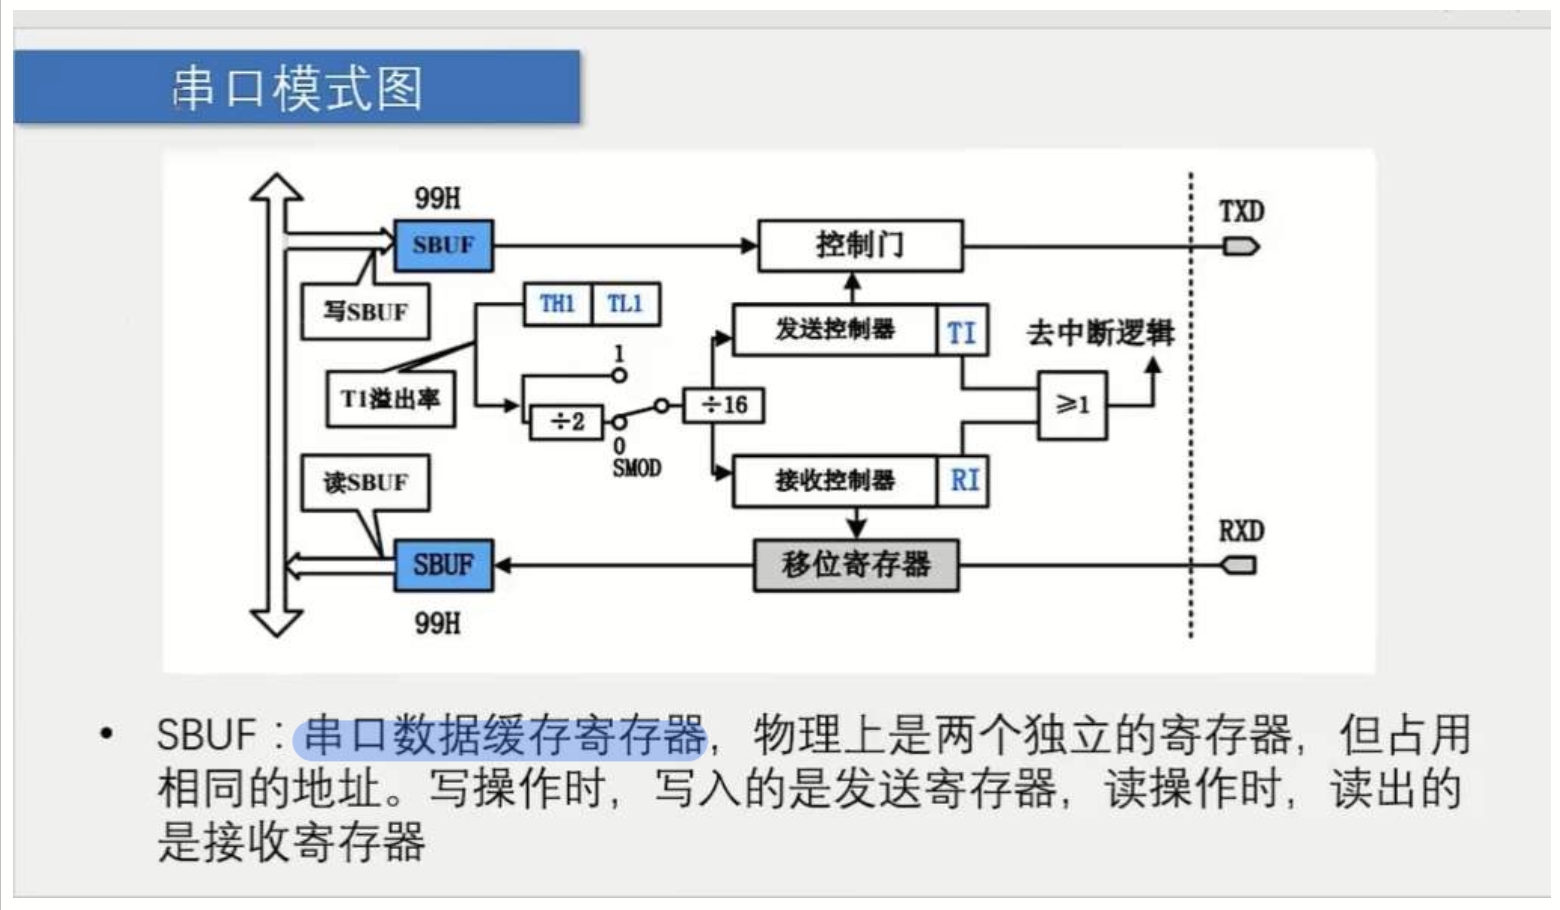 串口模式图
99H
TXD
SBUF
控制门
写SBUF
TH1 TL1
发送控制器 TI
去中断逻辑
1
T1溢出率
÷2
÷16
≥1
0
SMOD
读SBUF
接收控制器 RI
RXD
SBUF
移位寄存器
99H
• SBUF：串口数据缓存寄存器，物理上是两个独立的寄存器，但占用
相同的地址。写操作时，写入的是发送寄存器，读操作时，读出的
是接收寄存器